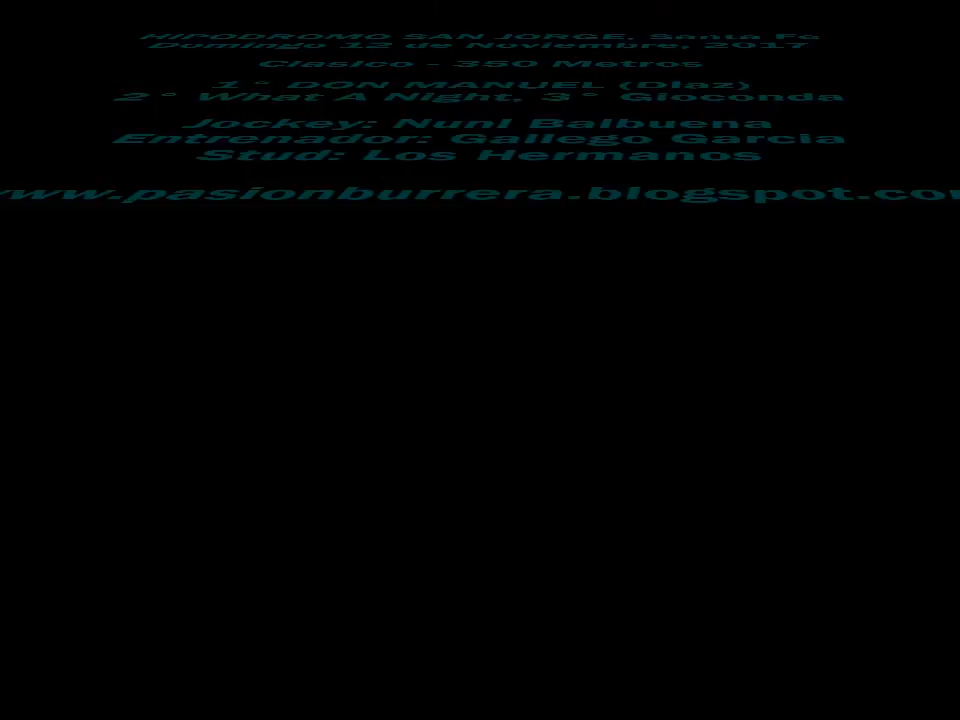 HIPODROMO SAN JORGE, Santa Fe
Domingo 12 de Noviembre, 2017
Clasico - 350 Metros
1° DON MANUEL (Diaz)
2° What A Night, 3° Gioconda
Jockey: Nuni Balbuena
Entrenador: Gallego Garcia
Stud: Los Hermanos
www.pasionburrera.blogspot.com